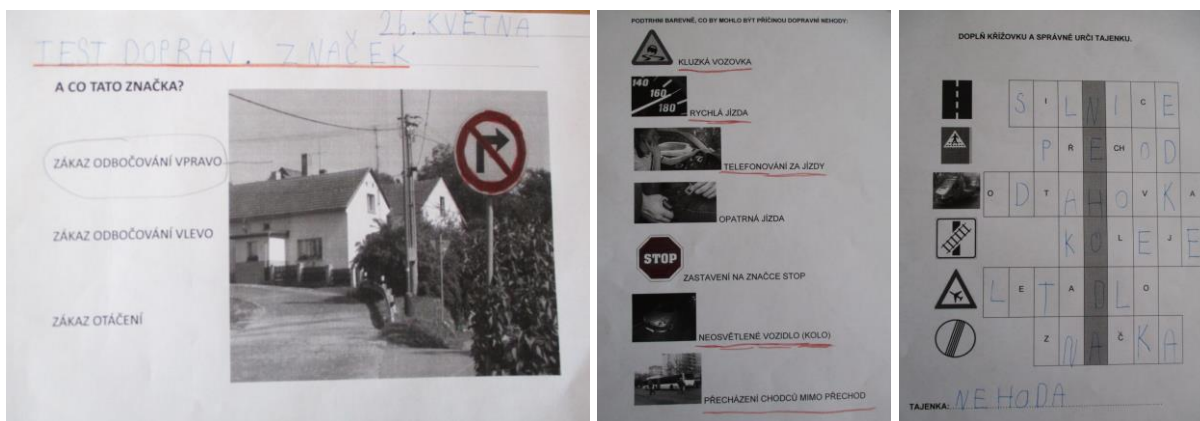 26. KVĚTNA
TEST DOPRAV. ZNAČEK
A CO TATO ZNAČKA?
ZÁKAZ ODBOČOVÁNÍ VPRAVO
ZÁKAZ ODBOČOVÁNÍ VLEVO
ZÁKAZ OTÁČENÍ
PODTRHNI BAREVNĚ, CO BY MOHLO BÝT PŘÍČINOU DOPRAVNÍ NEHODY:
KLUZKÁ VOZOVKA
140
160
180
RYCHLÁ JÍZDA
TELEFONOVÁNÍ ZA JÍZDY
OPATRNÁ JÍZDA
STOP
ZASTAVENÍ NA ZNAČCE STOP
NEOSVĚTLENÉ VOZIDLO (KOLO)
PŘECHÁZENÍ CHODCŮ MIMO PŘECHOD
DOPLŇ KŘÍŽOVKU A SPRÁVNĚ URČI TAJENKU.
S I L N I C E
P Ř E CH O D
O D T A H O V K A
K O L E J E
L E T A D L O
Z N A Č K A
TAJENKA: NEHODA